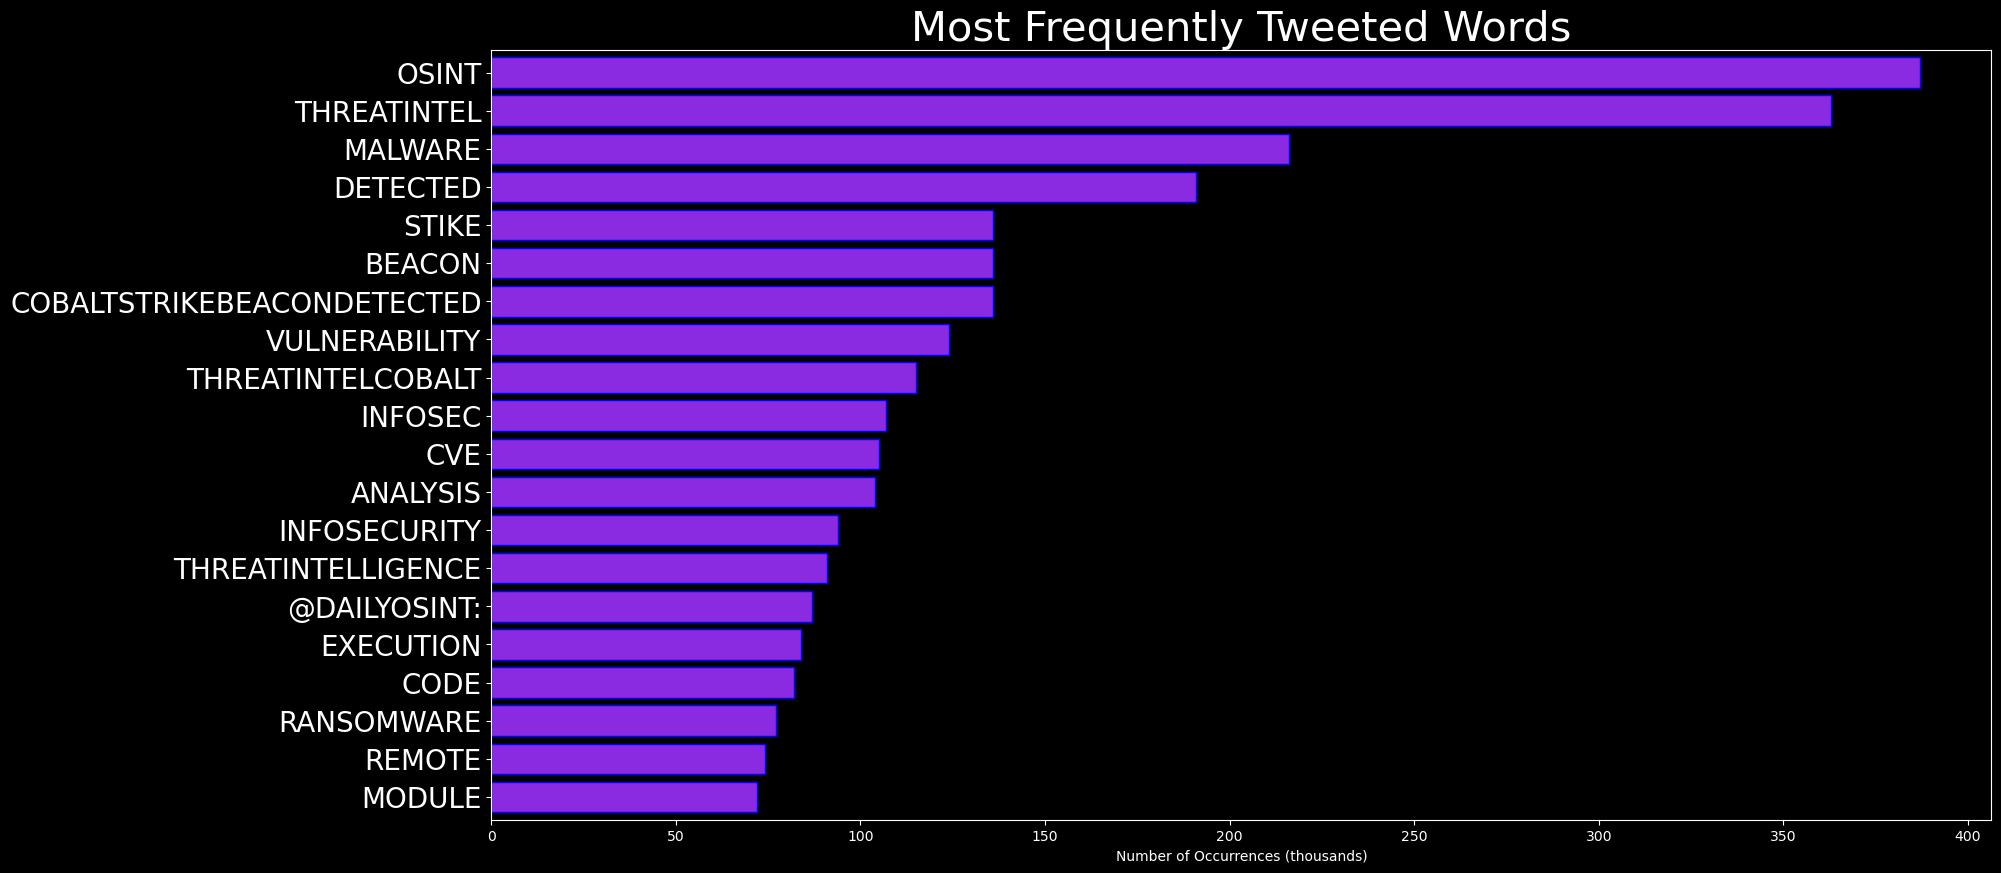 Most Frequently Tweeted Words
OSINT
THREATINTEL
MALWARE
DETECTED
STIKE
BEACON
COBALTSTRIKEBEACONDETECTED
VULNERABILITY
THREATINTELCOBALT
INFOSEC
CVE
ANALYSIS
INFOSECURITY
THREATINTELLIGENCE
@DAILYOSINT:
EXECUTION
CODE
RANSOMWARE
REMOTE
MODULE
0 50 100 150 200 250 300 350 400
Number of Occurrences (thousands)